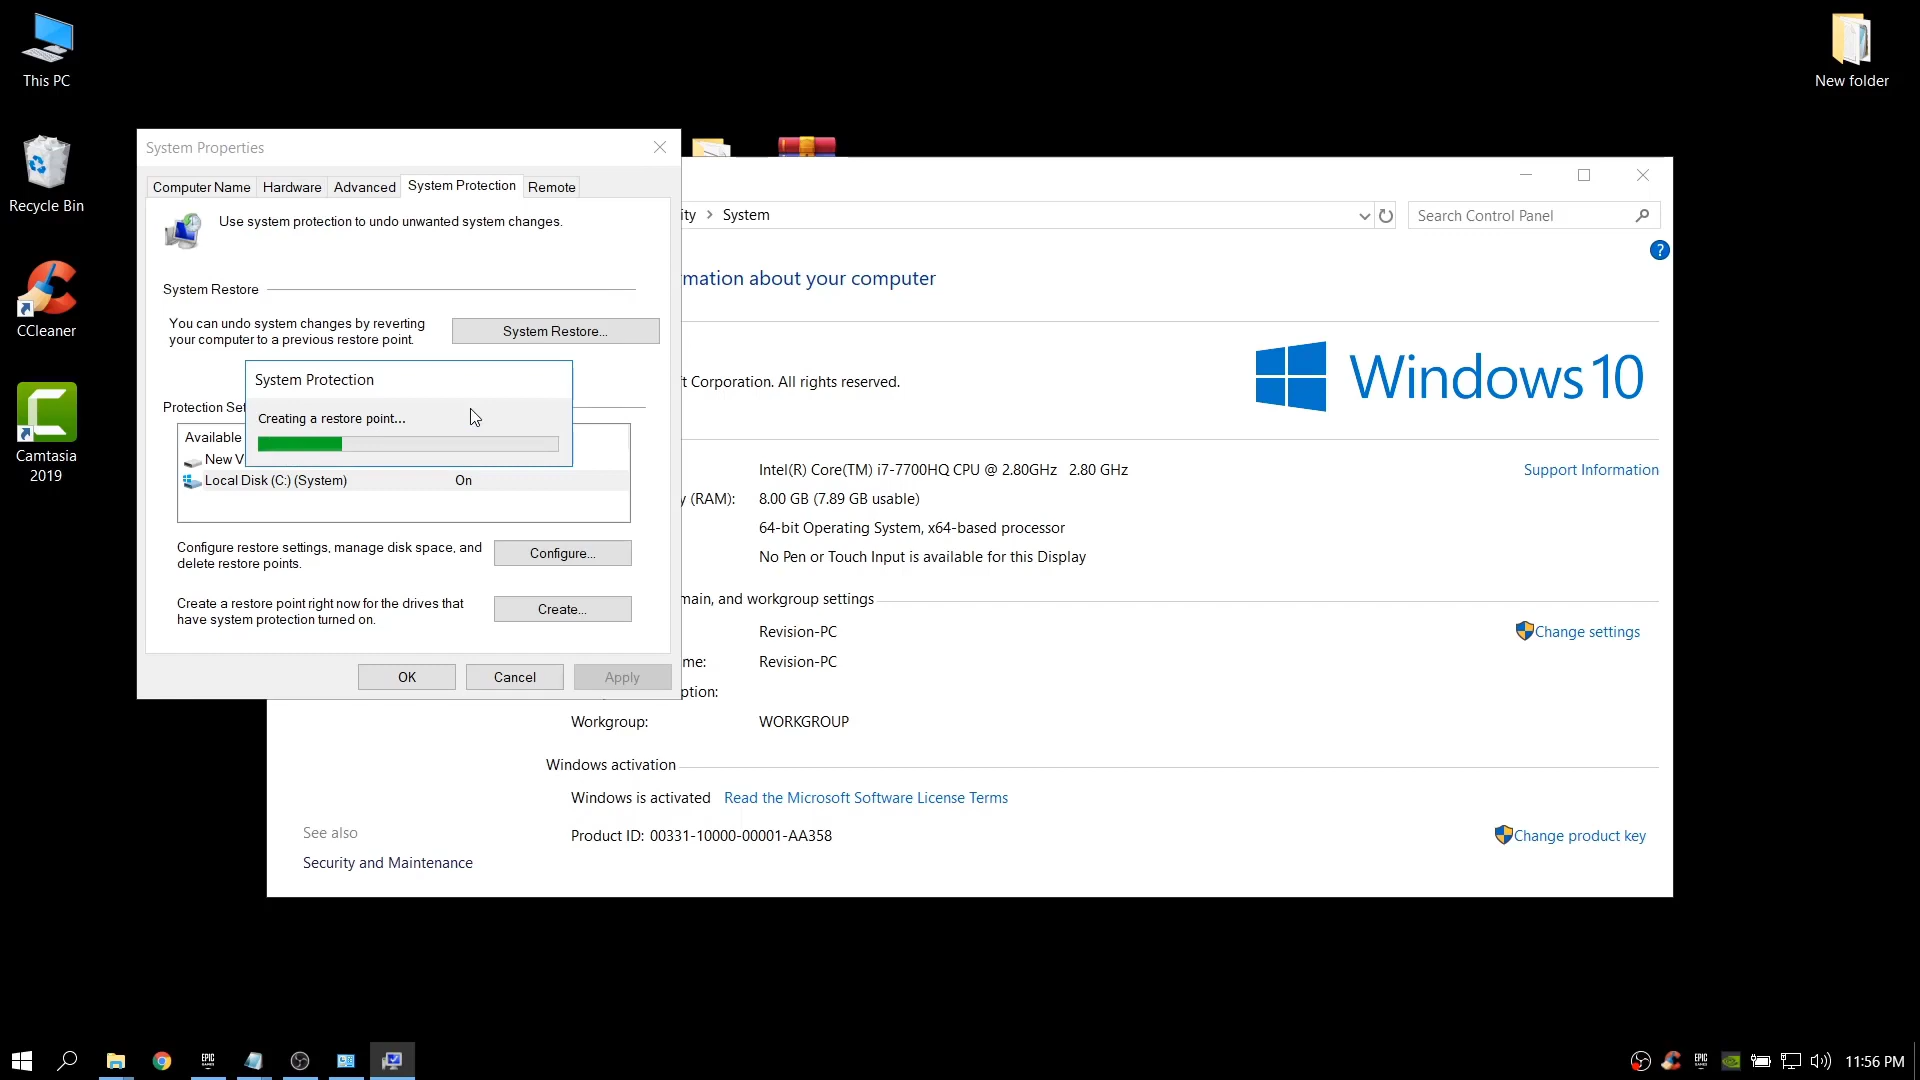 This PC
New folder
Recycle Bin
CCleaner
Camtasia
2019
System Properties
Computer Name
Hardware
Advanced
System Protection
Remote
Use system protection to undo unwanted system changes.
System Restore
You can undo system changes by reverting
your computer to a previous restore point.
System Restore...
Protection Set
System Protection
Creating a restore point...
Available
New V
Local Disk (C:) (System)
On
Configure restore settings, manage disk space, and
delete restore points.
Configure...
Create a restore point right now for the drives that
have system protection turned on.
Create...
OK
Cancel
Apply
ity > System
Search Control Panel
?
mation about your computer
t Corporation. All rights reserved.
Windows 10
Intel(R) Core(TM) i7-7700HQ CPU @ 2.80GHz 2.80 GHz
Support Information
y (RAM):
8.00 GB (7.89 GB usable)
64-bit Operating System, x64-based processor
No Pen or Touch Input is available for this Display
main, and workgroup settings
Revision-PC
Change settings
me:
Revision-PC
ption:
Workgroup:
WORKGROUP
Windows activation
Windows is activated
Read the Microsoft Software License Terms
Product ID: 00331-10000-00001-AA358
Change product key
See also
Security and Maintenance
EPIC
GAMES
EPIC
GAMES
11:56 PM